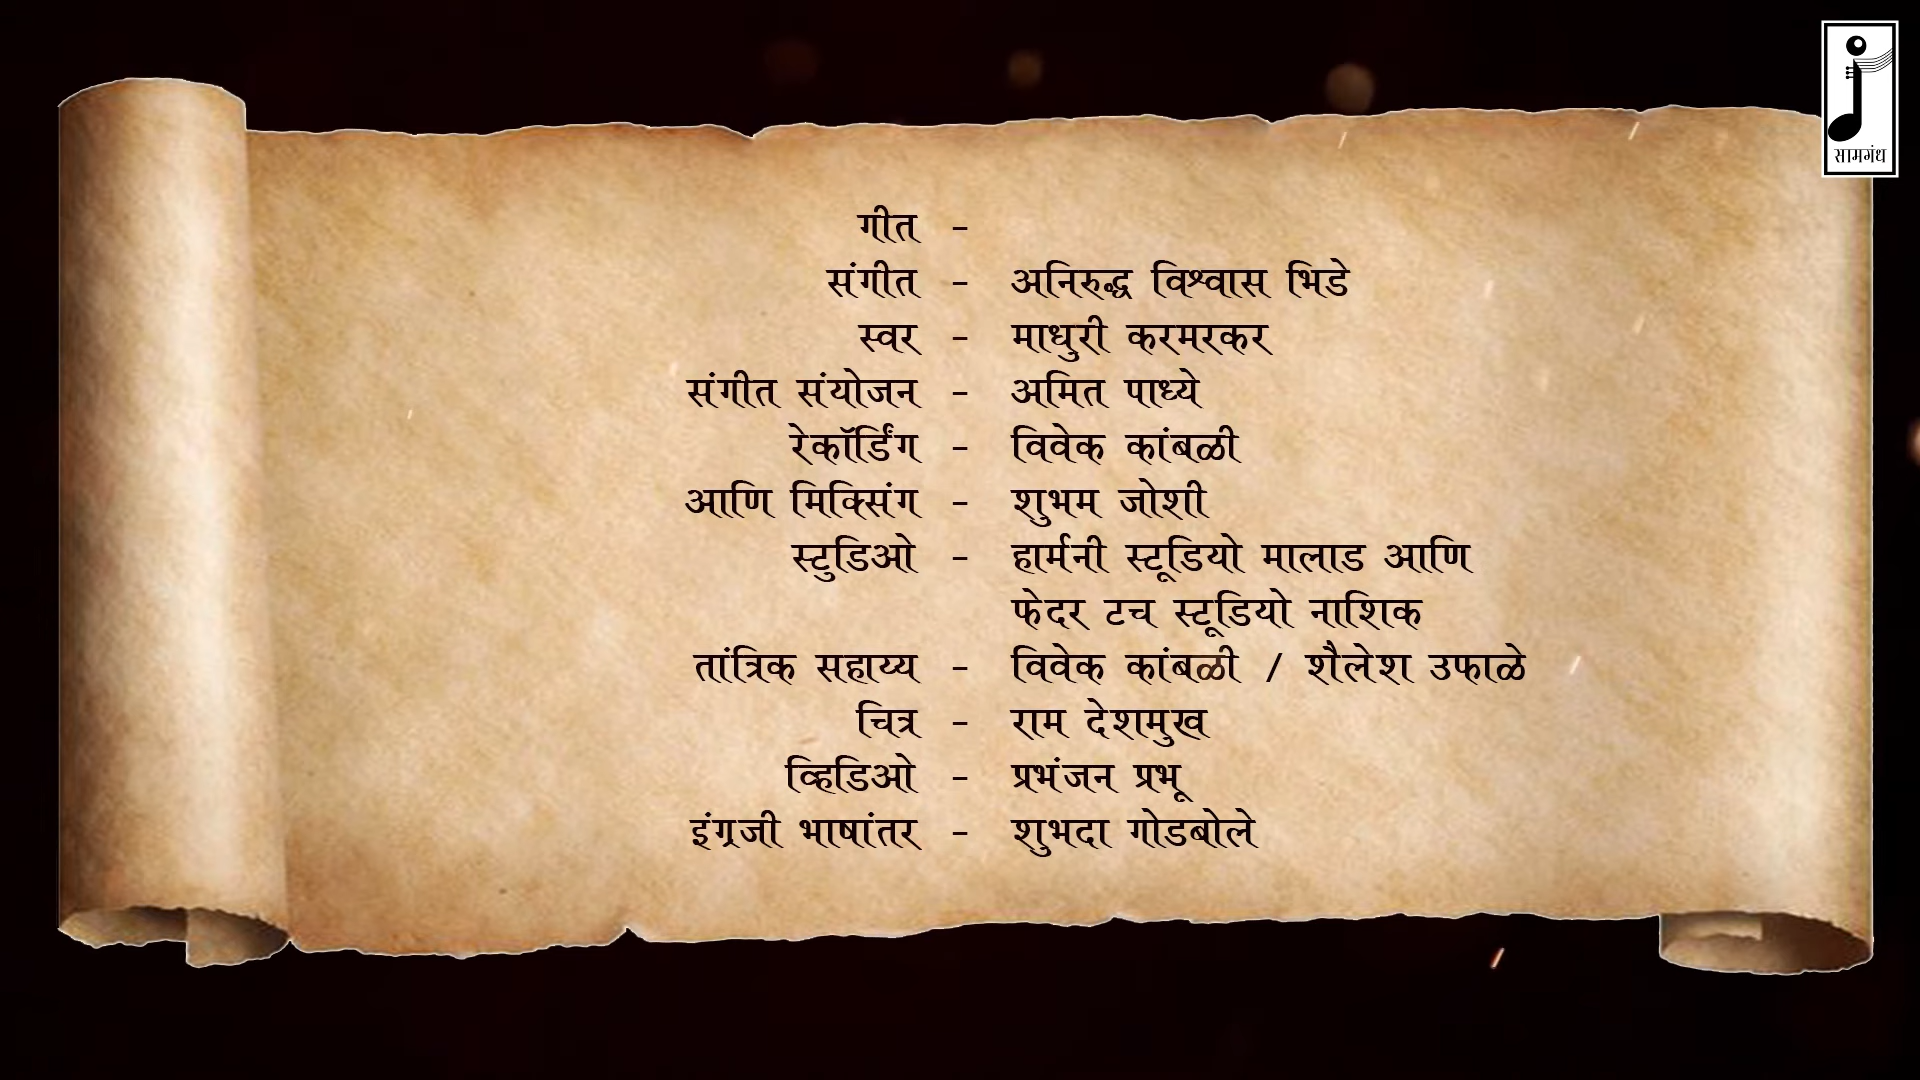 सामगंध
गीत -
संगीत - अनिरुद्ध विश्वास भिडे
स्वर - माधुरी करमरकर
संगीत संयोजन - अमित पाध्ये
रेकॉर्डिंग - विवेक कांबळी
आणि मिक्सिंग - शुभम जोशी
स्टुडिओ - हार्मनी स्टूडियो मालाड आणि
फेदर टच स्टूडियो नाशिक
तांत्रिक सहाय्य - विवेक कांबळी / शैलेश उफाळे
चित्र - राम देशमुख
व्हिडिओ - प्रभंजन प्रभू
इंग्रजी भाषांतर - शुभदा गोडबोले